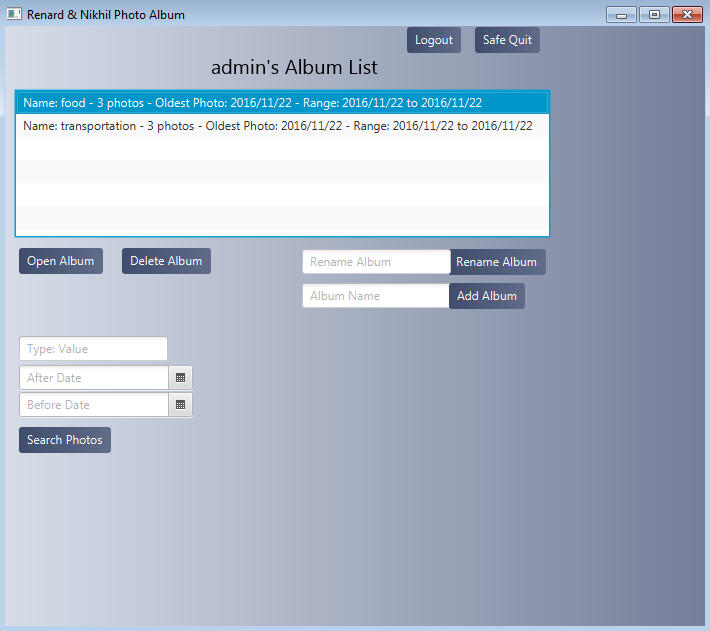 Renard & Nikhil Photo Album
Logout
Safe Quit
admin's Album List
Name: food - 3 photos - Oldest Photo: 2016/11/22 - Range: 2016/11/22 to 2016/11/22
Name: transportation - 3 photos - Oldest Photo: 2016/11/22 - Range: 2016/11/22 to 2016/11/22
Open Album
Delete Album
Rename Album
Rename Album
Album Name
Add Album
Type: Value
After Date
Before Date
Search Photos